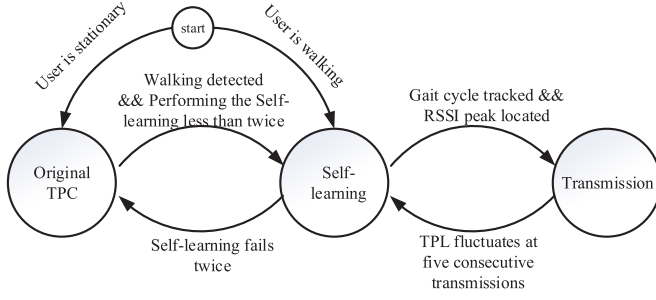 start
User is stationary
User is walking
Walking detected
&& Performing the Self-
learning less than twice
Gait cycle tracked &&
RSSI peak located
Original
TPC
Self-
learning
Transmission
Self-learning fails
twice
TPL fluctuates at
five consecutive
transmissions